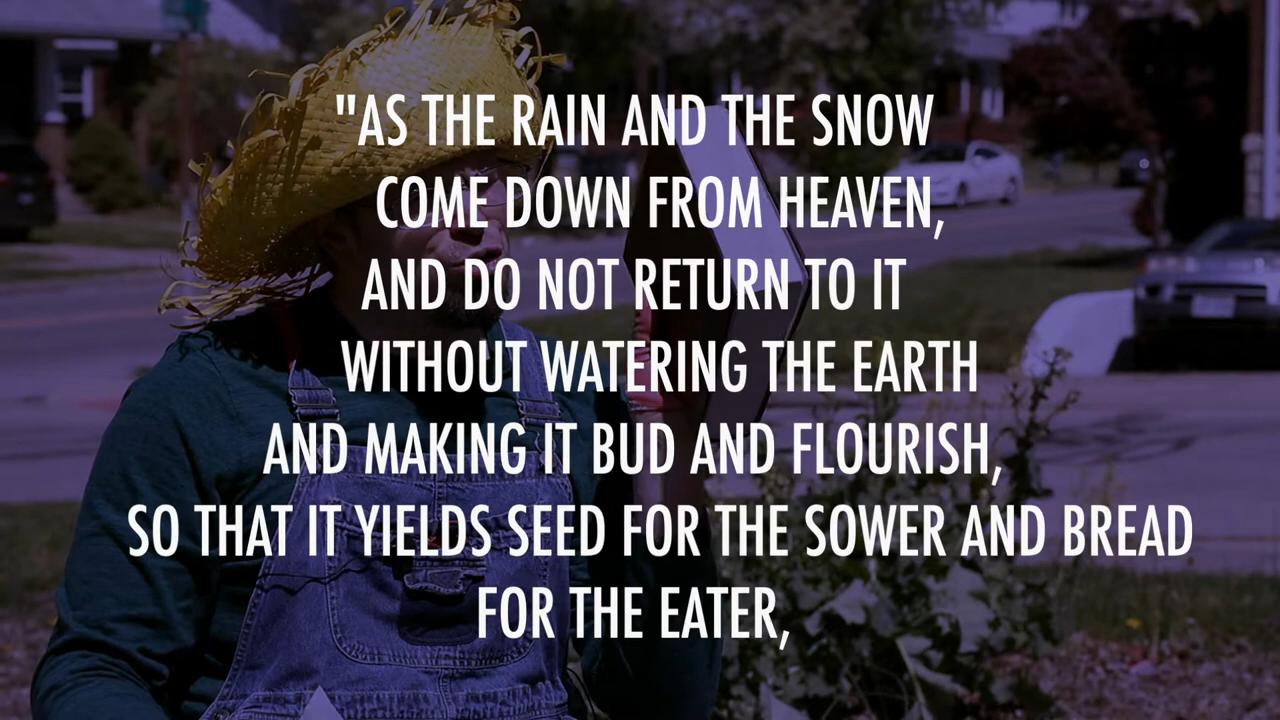 "AS THE RAIN AND THE SNOW
COME DOWN FROM HEAVEN,
AND DO NOT RETURN TO IT
WITHOUT WATERING THE EARTH
AND MAKING IT BUD AND FLOURISH,
SO THAT IT YIELDS SEED FOR THE SOWER AND BREAD
FOR THE EATER,